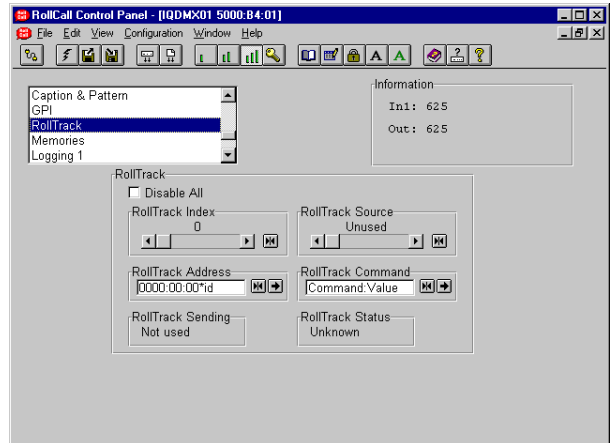 RollCall Control Panel - [IQDMX01 5000:B4:01]
File Edit View Configuration Window Help
A A ?
Caption & Pattern
GPI
RollTrack
Memories
Logging 1
Information
In1: 625
Out: 625
RollTrack
Disable All
RollTrack Index
0
RollTrack Source
Unused
RollTrack Address
0000:00:00*id
RollTrack Command
Command:Value
RollTrack Sending
Not used
RollTrack Status
Unknown